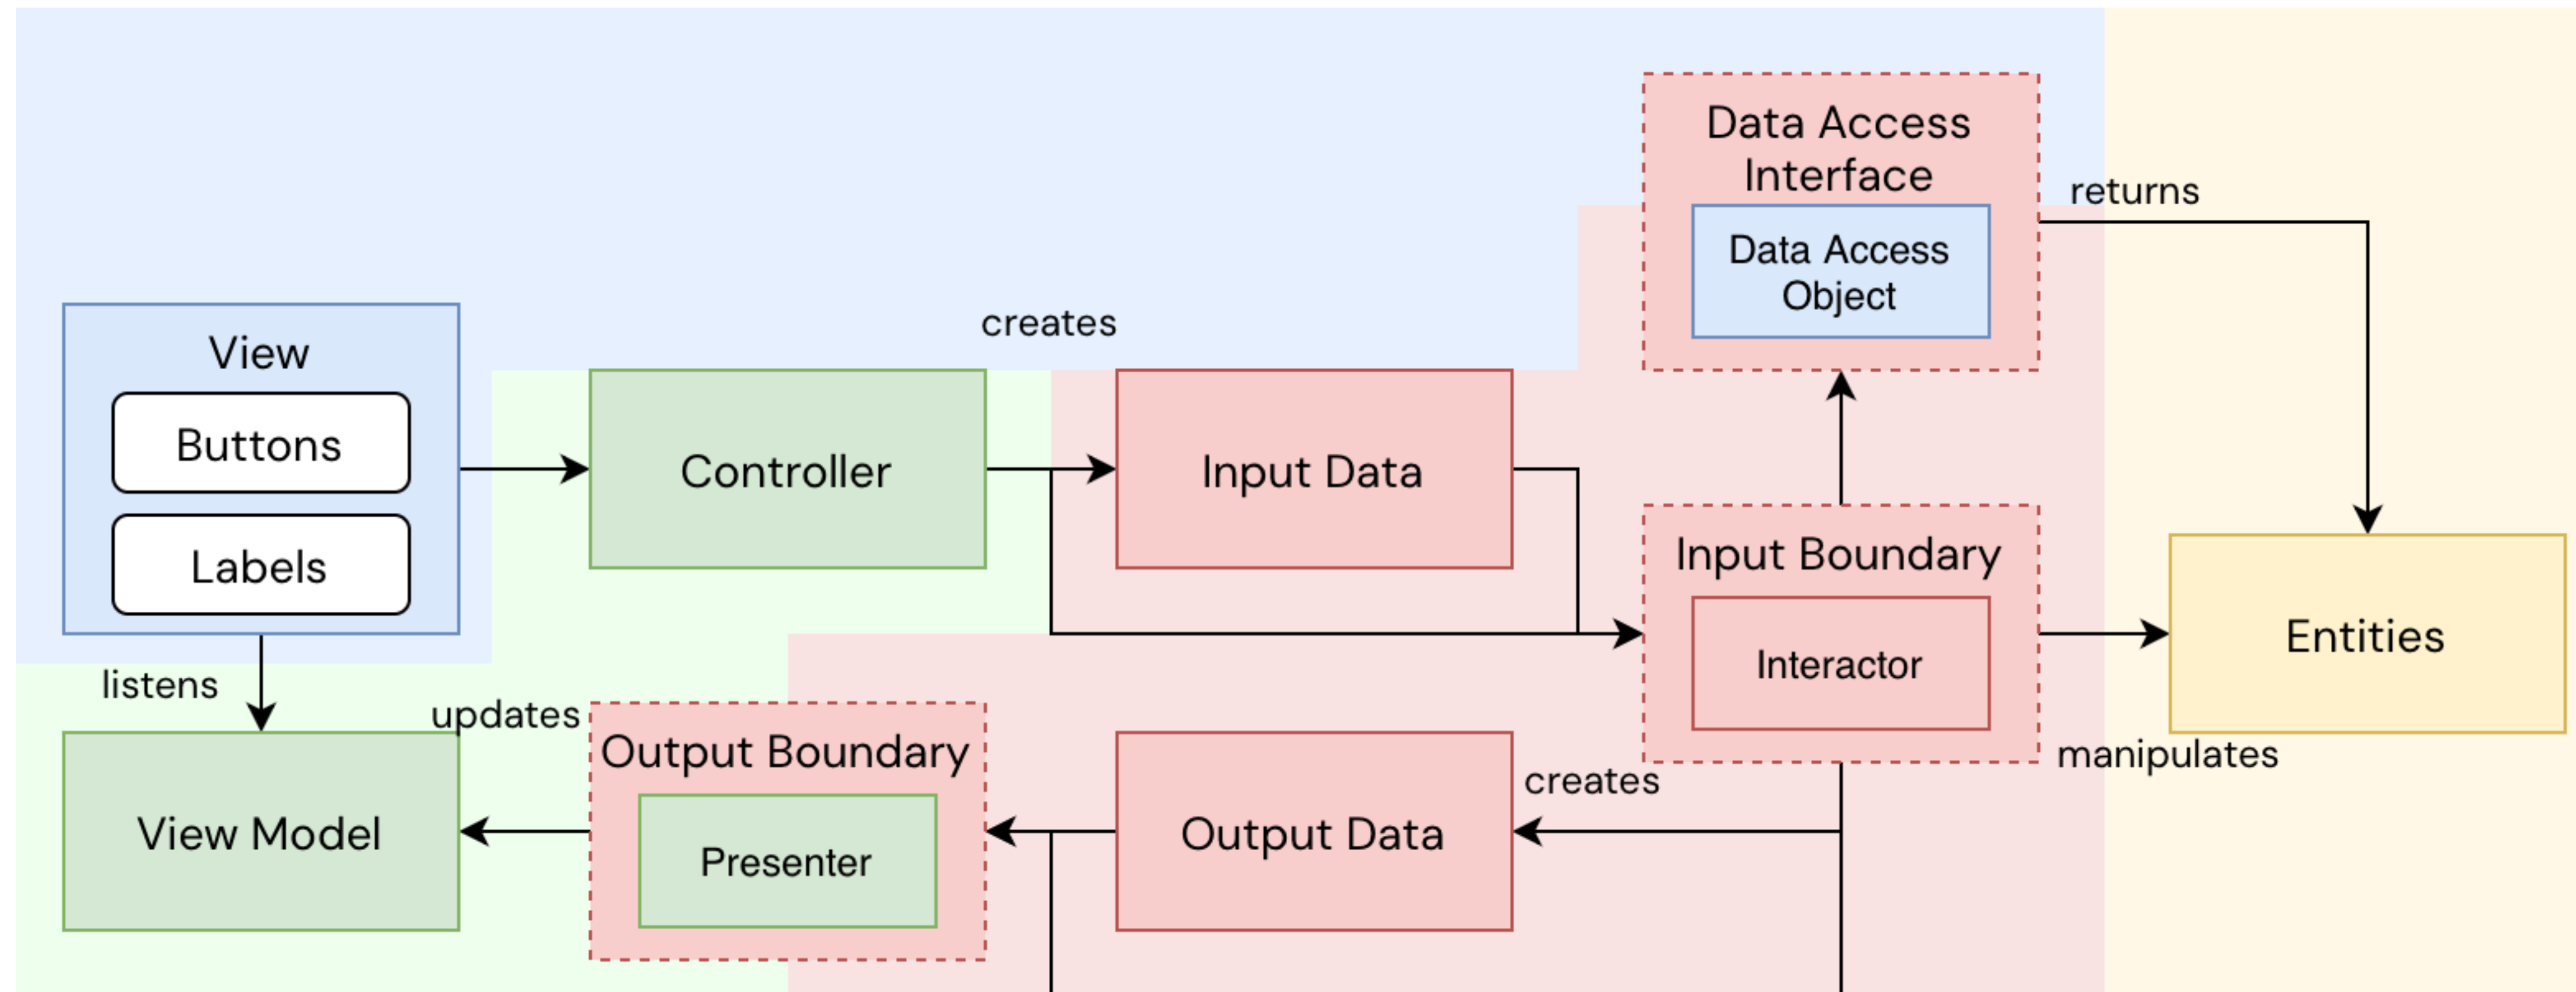 Data Access
Interface
Data Access
Object
returns
creates
View
Buttons
Labels
Controller
Input Data
Input Boundary
Interactor
Entities
listens
updates
Output Boundary
Presenter
View Model
Output Data
creates
manipulates